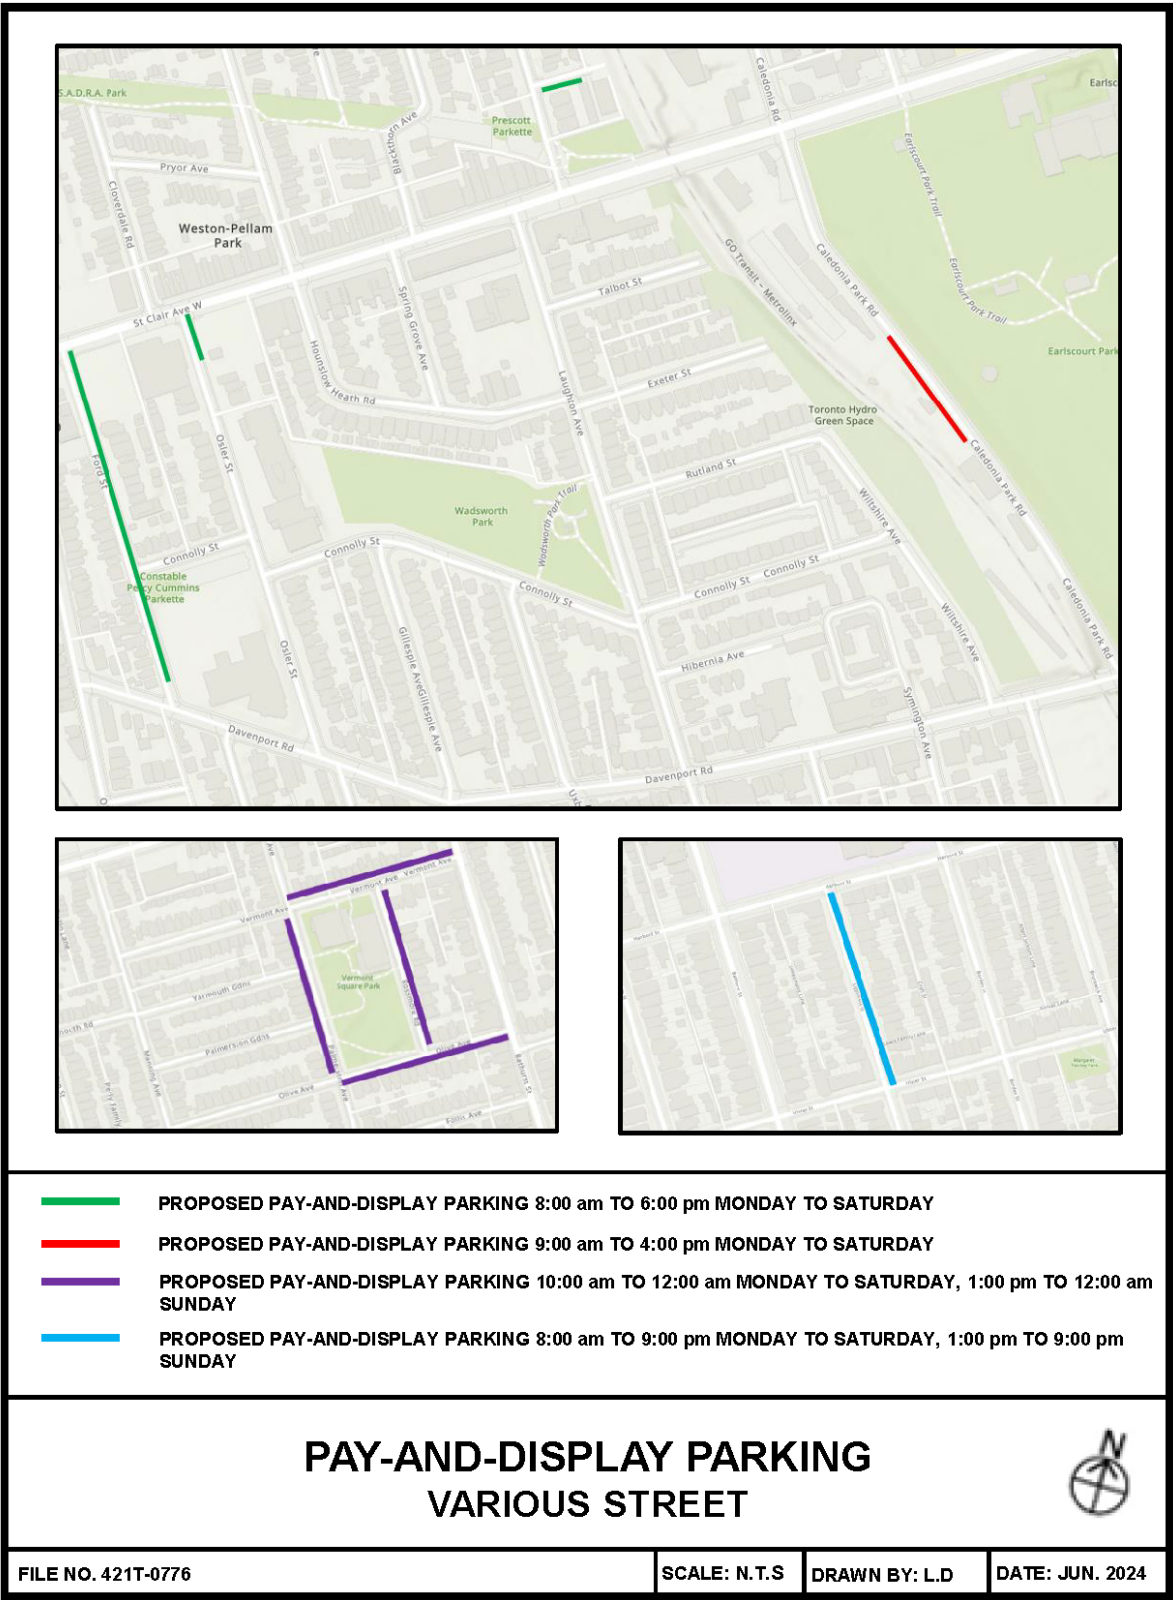 S.A.D.R.A. Park
Pryor Ave
Cloverdale Rd
Blackthorn Ave
Prescott
Parkette
Caledonia Rd
Earlsc
Weston-Pellam
Park
St Clair Ave W
Earlscourt Park Trail
Earlscourt Park Trail
Earlscourt Park
GO Transit - Metrolinx
Caledonia Park Rd
Talbot St
Spring Grove Ave
Hounslow Heath Rd
Laughton Ave
Exeter St
Toronto Hydro
Green Space
Ford St
Osler St
Rutland St
Caledonia Park Rd
Wadsworth
Park
Wadsworth Park Trail
Wiltshire Ave
Connolly St
Connolly St
Connolly St
Connolly St
Connolly St
Constable
Percy Cummins
Parkette
Caledonia Park Rd
Wiltshire Ave
Osler St
Gillespie Ave
Gillespie Ave
Hibernia Ave
Symington Ave
Davenport Rd
Davenport Rd
Ave
Vermont Ave
Vermont Ave
Vermont Ave
Vermont
Square Park
Yarmouth Gdns
Palmerston Gdns
Manning Ave
Olive Ave
Olive Ave
Bathurst St
Follis Ave
PROPOSED PAY-AND-DISPLAY PARKING 8:00 am TO 6:00 pm MONDAY TO SATURDAY
PROPOSED PAY-AND-DISPLAY PARKING 9:00 am TO 4:00 pm MONDAY TO SATURDAY
PROPOSED PAY-AND-DISPLAY PARKING 10:00 am TO 12:00 am MONDAY TO SATURDAY, 1:00 pm TO 12:00 am
SUNDAY
PROPOSED PAY-AND-DISPLAY PARKING 8:00 am TO 9:00 pm MONDAY TO SATURDAY, 1:00 pm TO 9:00 pm
SUNDAY
PAY-AND-DISPLAY PARKING
VARIOUS STREET
N
FILE NO. 421T-0776
SCALE: N.T.S
DRAWN BY: L.D
DATE: JUN. 2024